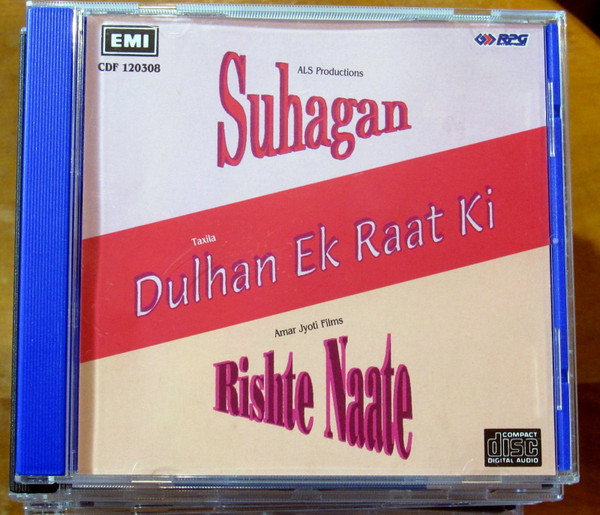 EMI
RPG
CDF 120308
ALS Productions
Suhagan
Taxila
Dulhan Ek Raat Ki
Amar Jyoti Films
Rishte Naate
COMPACT
disc
DIGITAL AUDIO